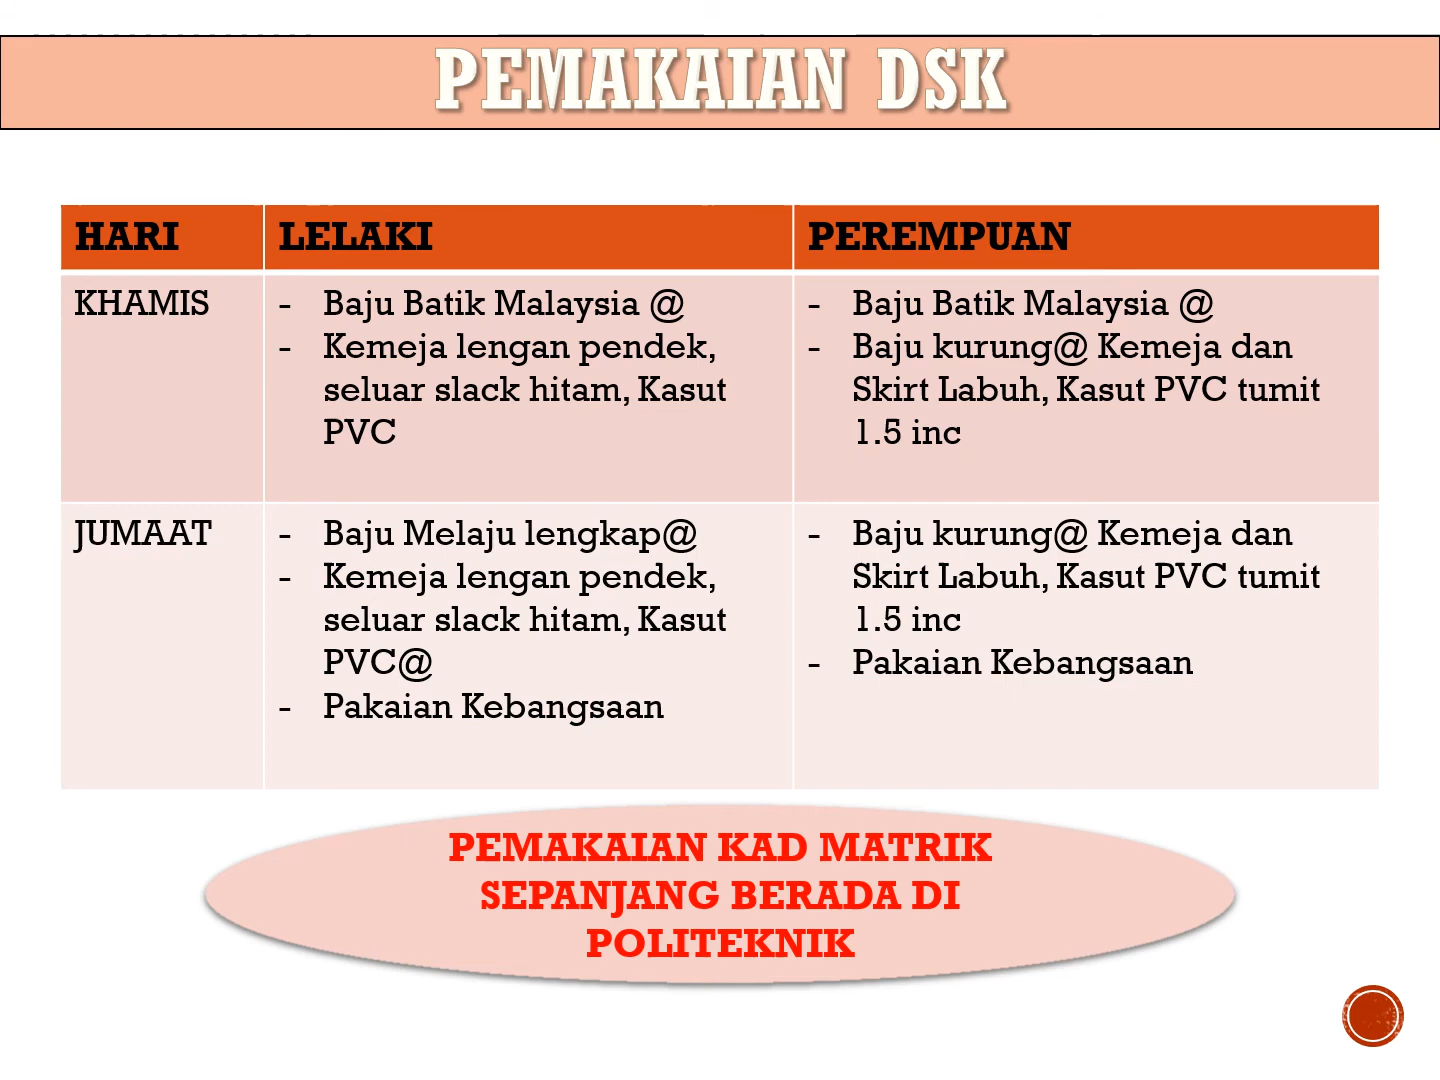 PEMAKAIAN DSK
HARI
LELAKI
PEREMPUAN
KHAMIS
- Baju Batik Malaysia @
- Kemeja lengan pendek,
seluar slack hitam, Kasut
PVC
- Baju Batik Malaysia @
- Baju kurung@ Kemeja dan
Skirt Labuh, Kasut PVC tumit
1.5 inc
JUMAAT
- Baju Melaju lengkap@
- Kemeja lengan pendek,
seluar slack hitam, Kasut
PVC@
- Pakaian Kebangsaan
- Baju kurung@ Kemeja dan
Skirt Labuh, Kasut PVC tumit
1.5 inc
- Pakaian Kebangsaan
PEMAKAIAN KAD MATRIK
SEPANJANG BERADA DI
POLITEKNIK